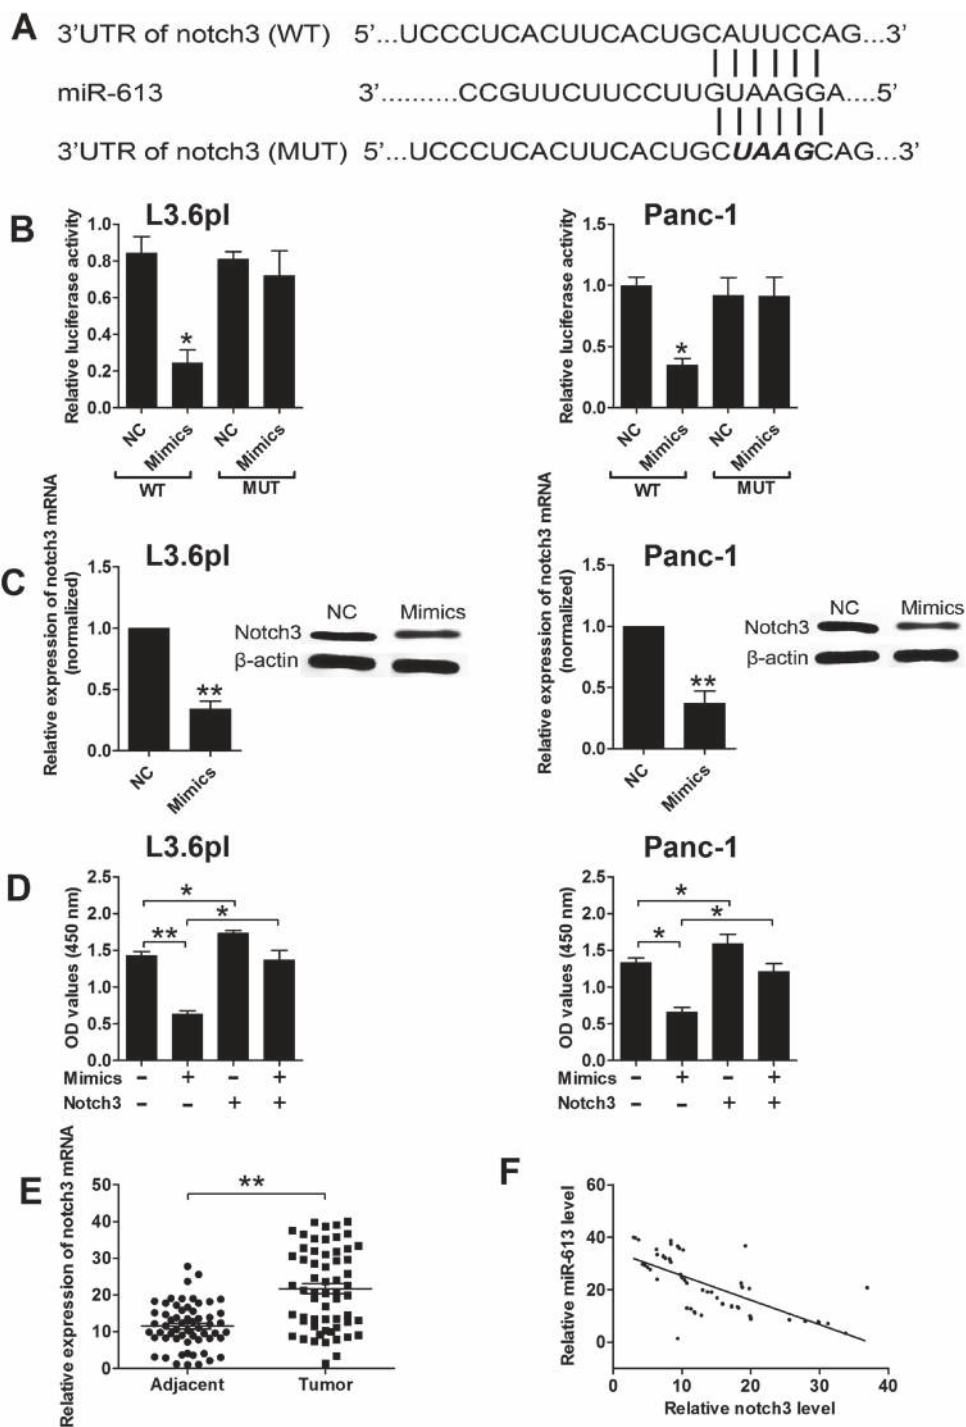 A
3’UTR of notch3 (WT) 5’...UCCCUCACUUCACUGCAUUCCAG...3’
miR-613 3’..........CCGUUCUUCCUUGUAAGGA....5’
3’UTR of notch3 (MUT) 5’...UCCCUCACUUCACUGCUAAGCAG...3’
B
L3.6pl
Relative luciferase activity
1.0
0.8
0.6
0.4
0.2
0.0
*
NC
Mimics
NC
Mimics
WT
MUT
Panc-1
Relative luciferase activity
1.5
1.0
0.5
0.0
*
NC
Mimics
NC
Mimics
WT
MUT
C
L3.6pl
Relative expression of notch3 mRNA
(normalized)
1.5
1.0
0.5
0.0
**
NC
Mimics
NC Mimics
Notch3
β-actin
Panc-1
Relative expression of notch3 mRNA
(normalized)
1.5
1.0
0.5
0.0
**
NC
Mimics
NC Mimics
Notch3
β-actin
D
L3.6pl
OD values (450 nm)
2.5
2.0
1.5
1.0
0.5
0.0
*
*
**
Mimics - + - +
Notch3 - - + +
Panc-1
OD values (450 nm)
2.5
2.0
1.5
1.0
0.5
0.0
*
*
*
Mimics - + - +
Notch3 - - + +
E
Relative expression of notch3 mRNA
50
40
30
20
10
0
**
Adjacent
Tumor
F
Relative miR-613 level
60
40
20
0
0 10 20 30 40
Relative notch3 level